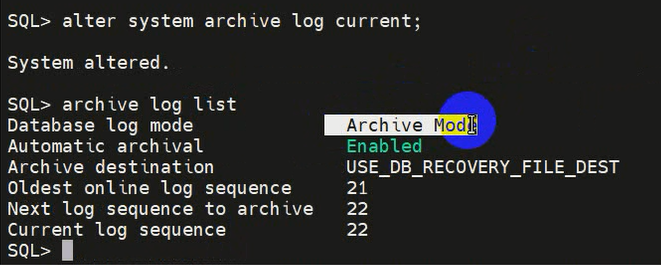 SQL> alter system archive log current;
System altered.
SQL> archive log list
Database log mode Archive Mode
Automatic archival Enabled
Archive destination USE_DB_RECOVERY_FILE_DEST
Oldest online log sequence 21
Next log sequence to archive 22
Current log sequence 22
SQL>